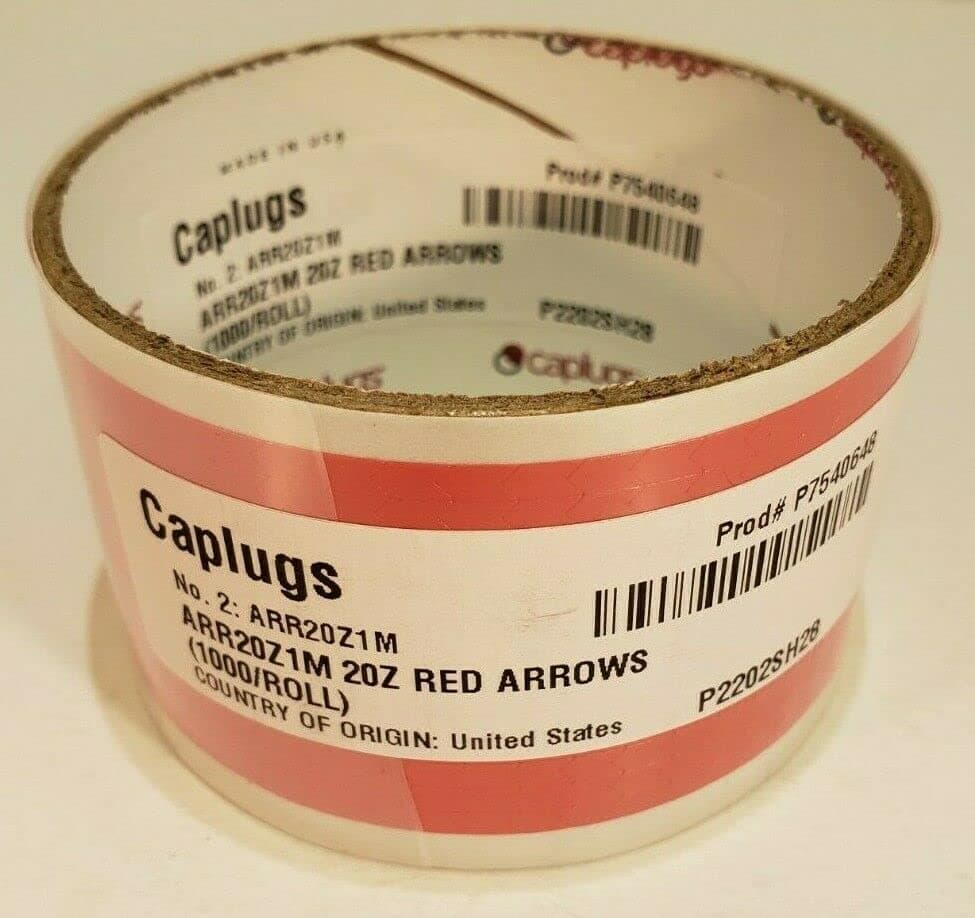 caplugs
MADE IN USA
Caplugs
No. 2: ARR20Z1M
ARR20Z1M 20Z RED ARROWS
(1000/ROLL)
COUNTRY OF ORIGIN: United States
Prod# P7540648
P2202SH28
caplugs
caplugs
Caplugs
No. 2: ARR20Z1M
ARR20Z1M 20Z RED ARROWS
(1000/ROLL)
COUNTRY OF ORIGIN: United States
Prod# P7540648
P2202SH28